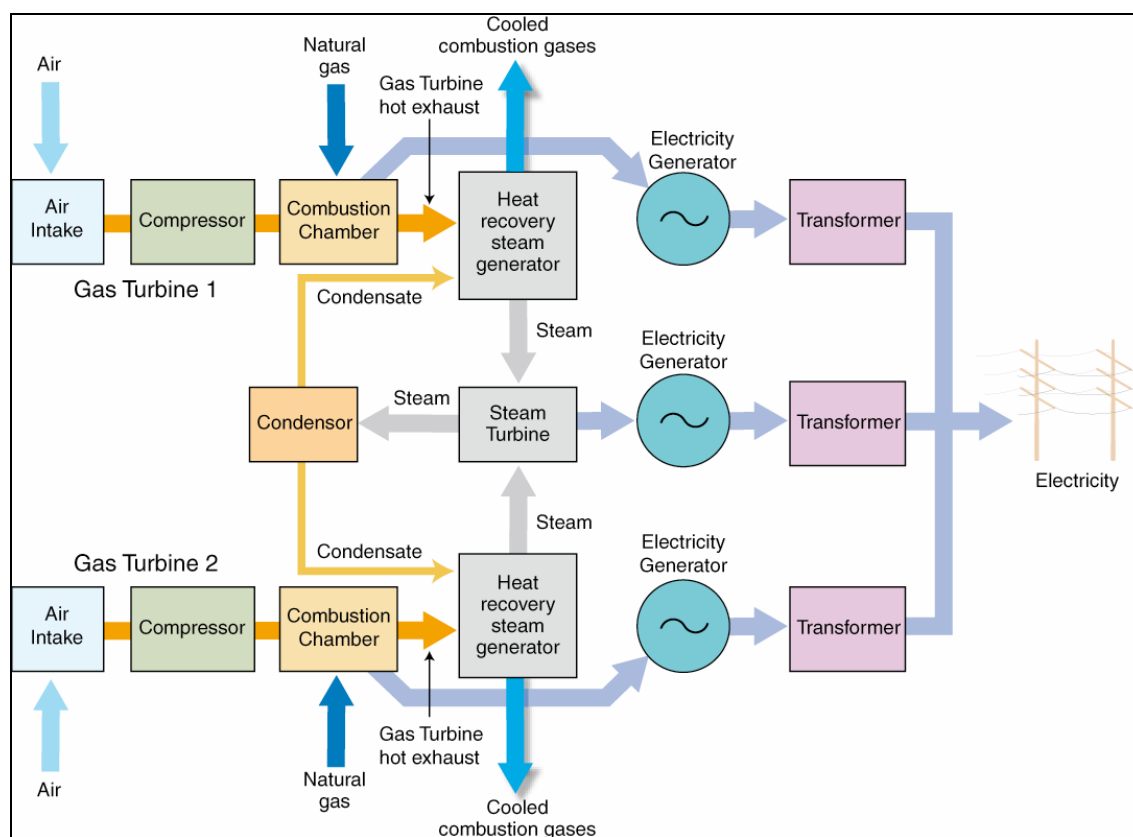 Cooled
combustion gases
Natural
gas
Air
Gas Turbine
hot exhaust
Electricity
Generator
Air
Intake
Compressor
Combustion
Chamber
Heat
recovery
steam
generator
Transformer
Gas Turbine 1
Condensate
Steam
Electricity
Generator
Steam
Condensor
Steam
Turbine
Transformer
Electricity
Steam
Electricity
Generator
Condensate
Gas Turbine 2
Air
Intake
Compressor
Combustion
Chamber
Heat
recovery
steam
generator
Transformer
Gas Turbine
hot exhaust
Air
Natural
gas
Cooled
combustion gases